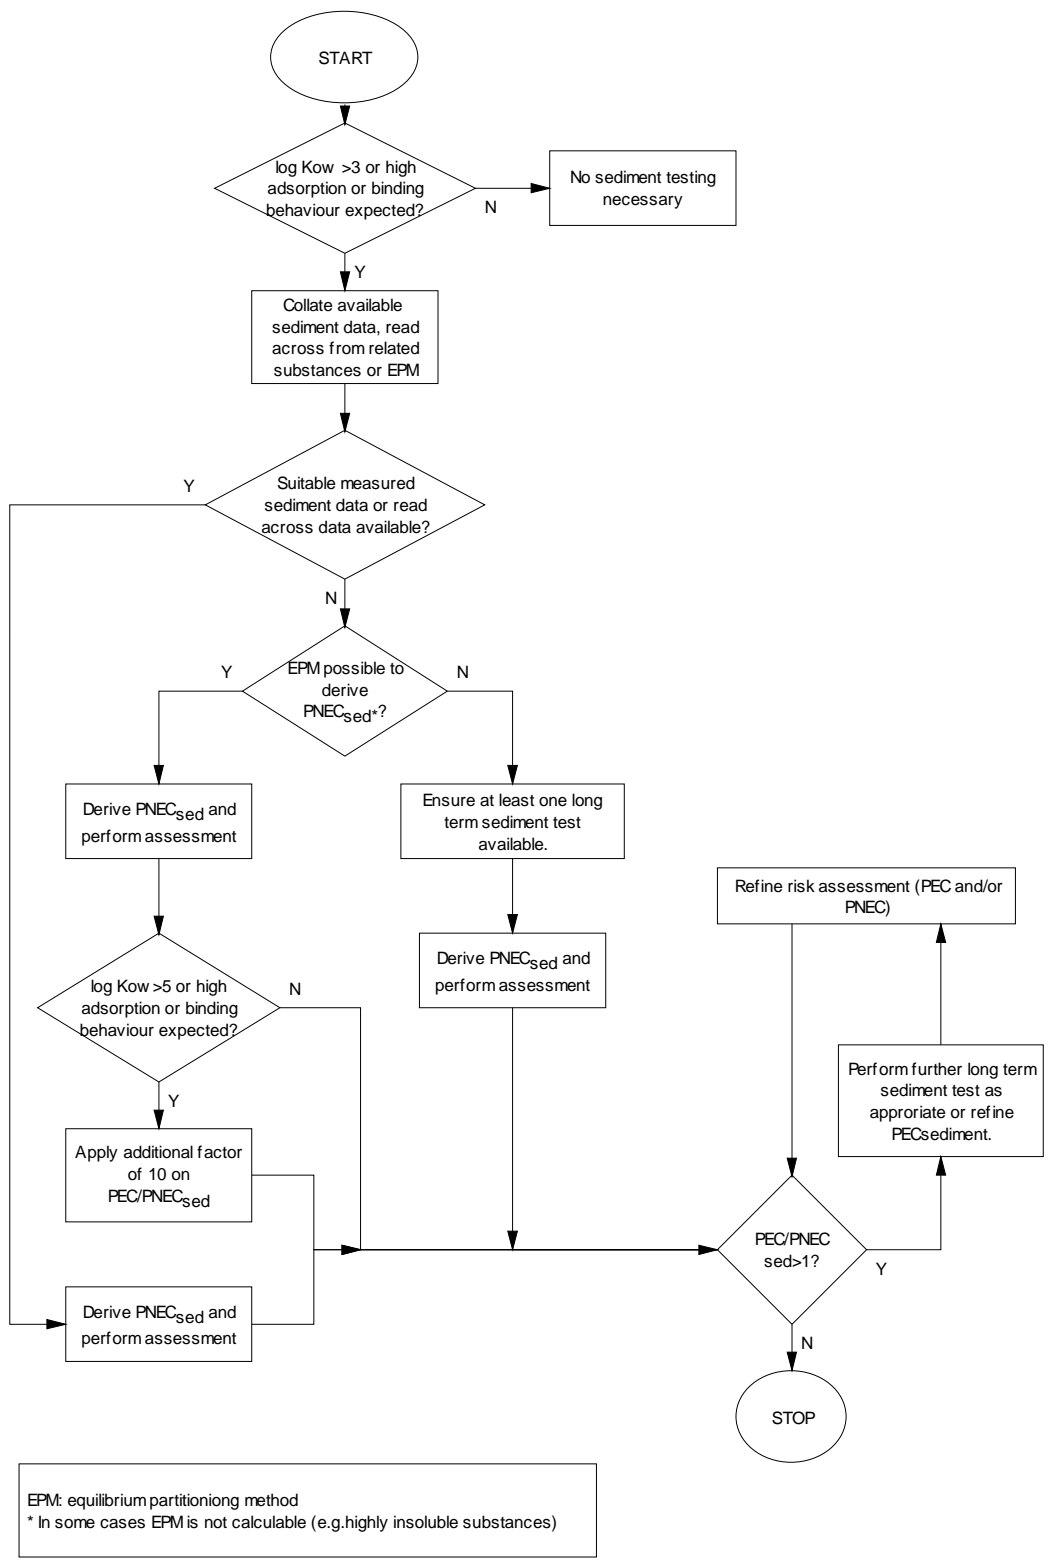 START
log Kow >3 or high
adsorption or binding
behaviour expected?
N
No sediment testing
necessary
Y
Collate available
sediment data, read
across from related
substances or EPM
Y
Suitable measured
sediment data or read
across data available?
N
Y
EPM possible to
derive
PNECsed*?
N
Derive PNECsed and
perform assessment
Ensure at least one long
term sediment test
available.
Refine risk assessment (PEC and/or
PNEC)
Derive PNECsed and
perform assessment
log Kow >5 or high
adsorption or binding
behaviour expected?
N
Perform further long term
sediment test as
approriate or refine
PECsediment.
Y
Apply additional factor
of 10 on
PEC/PNECsed
PEC/PNEC
sed>1?
Y
Derive PNECsed and
perform assessment
N
STOP
EPM: equilibrium partitioniong method
* In some cases EPM is not calculable (e.g.highly insoluble substances)